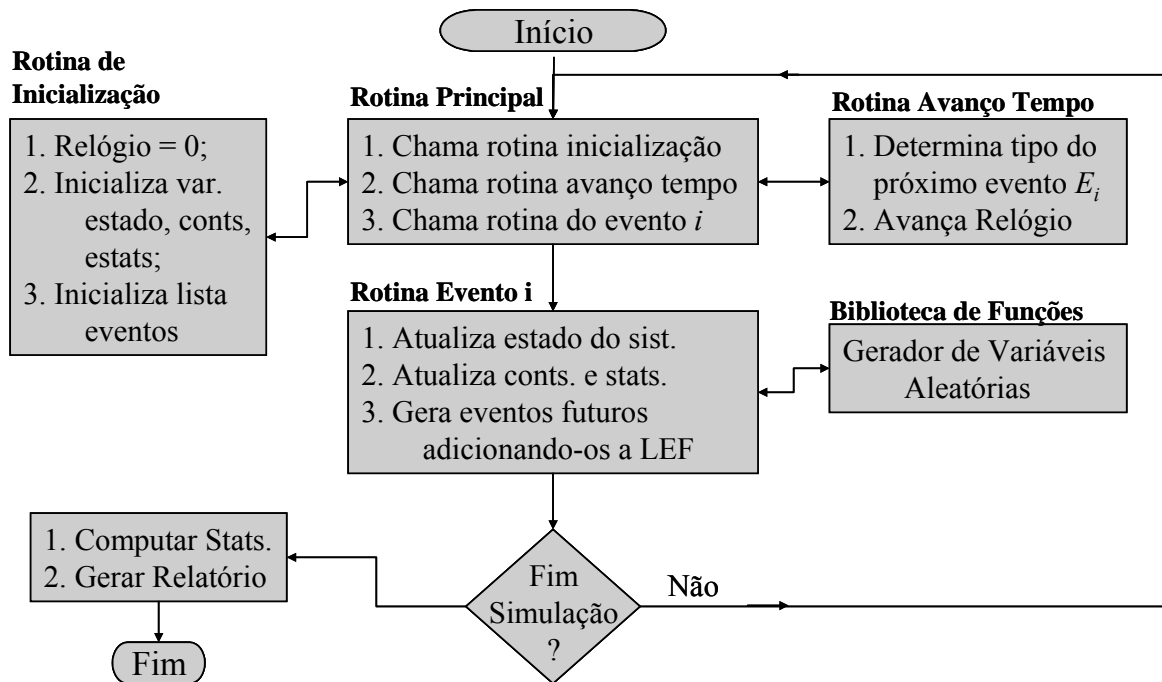 Início
Rotina de
Inicialização
1. Relógio = 0;
2. Inicializa var.
estado, conts,
estats;
3. Inicializa lista
eventos
Rotina Principal
1. Chama rotina inicialização
2. Chama rotina avanço tempo
3. Chama rotina do evento i
Rotina Avanço Tempo
1. Determina tipo do
próximo evento Ei
2. Avança Relógio
Rotina Evento i
1. Atualiza estado do sist.
2. Atualiza conts. e stats.
3. Gera eventos futuros
adicionando-os a LEF
Biblioteca de Funções
Gerador de Variáveis
Aleatórias
Fim
Simulação
?
Não
1. Computar Stats.
2. Gerar Relatório
Fim